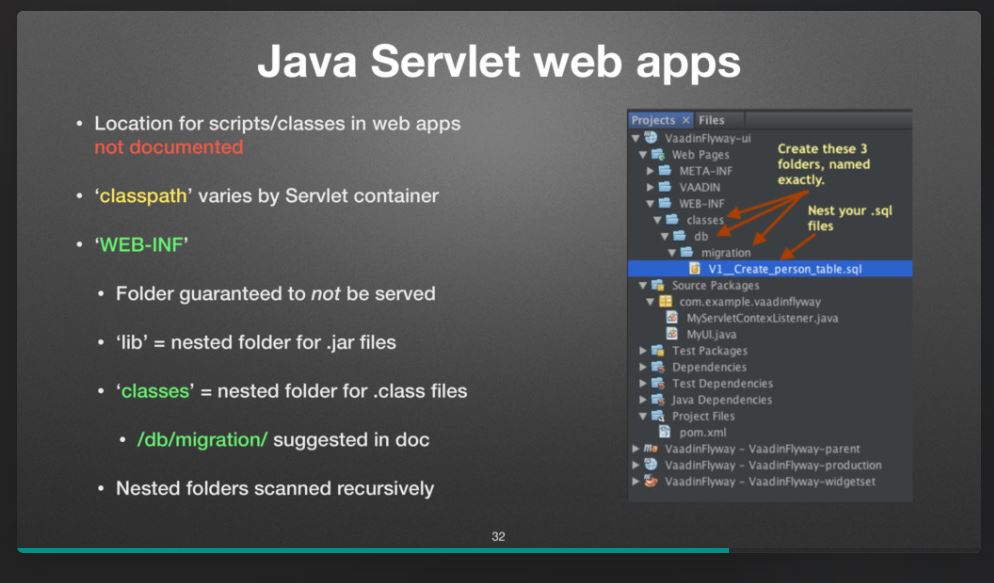 Java Servlet web apps
• Location for scripts/classes in web apps
not documented
• ‘classpath’ varies by Servlet container
• ‘WEB-INF’
• Folder guaranteed to not be served
• ‘lib’ = nested folder for .jar files
• ‘classes’ = nested folder for .class files
• /db/migration/ suggested in doc
• Nested folders scanned recursively
Projects × Files
VaadinFlyway-ui
Web Pages
META-INF
VAADIN
WEB-INF
classes
db
migration
V1__Create_person_table.sql
Source Packages
com.example.vaadinflyway
MyServletContexListener.java
MyUI.java
Test Packages
Dependencies
Test Dependencies
Java Dependencies
Project Files
pom.xml
VaadinFlyway - VaadinFlyway-parent
VaadinFlyway - VaadinFlyway-production
VaadinFlyway - VaadinFlyway-widgetset
Create these 3
folders, named
exactly.
Nest your .sql
files
32